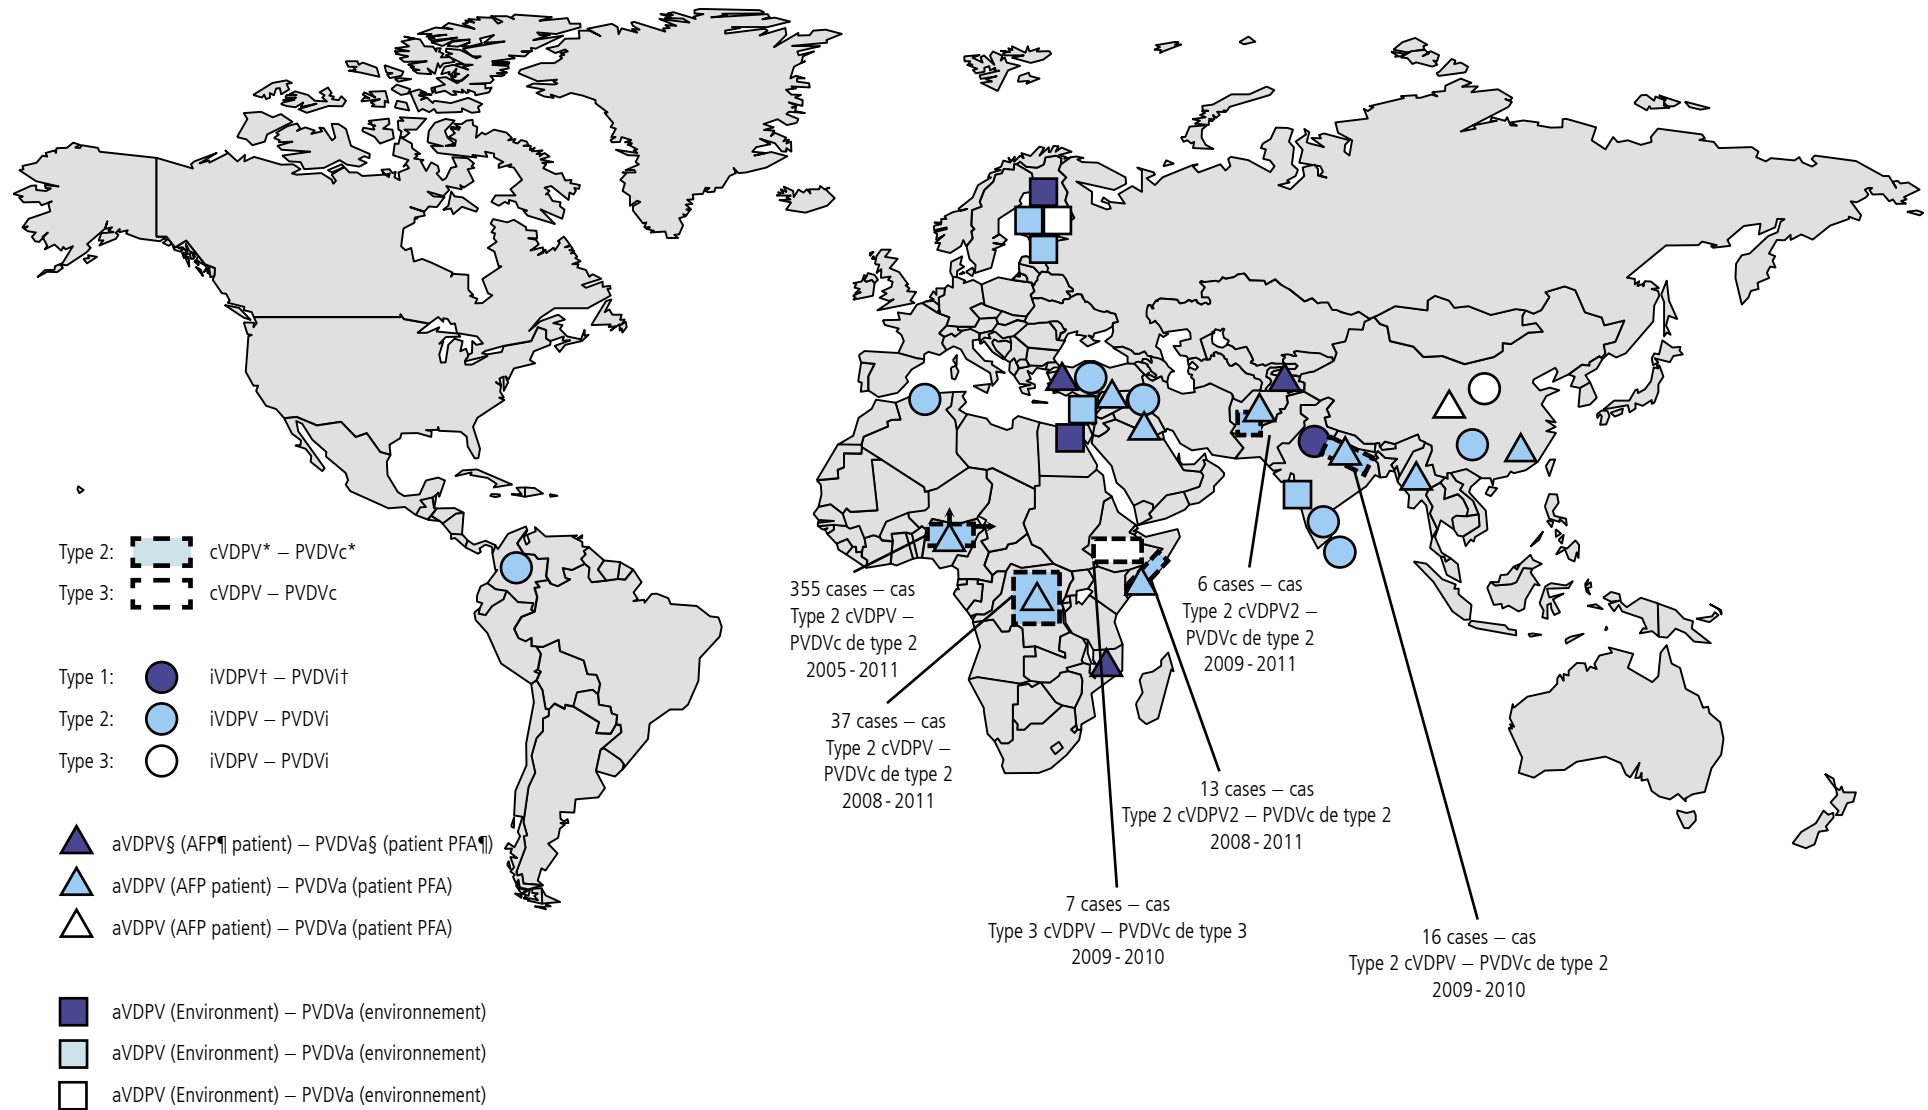 Type 2: cVDPV* – PVDVc*
Type 3: cVDPV – PVDVc
Type 1: iVDPV† – PVDVi†
Type 2: iVDPV – PVDVi
Type 3: iVDPV – PVDVi
aVDPV§ (AFP¶ patient) – PVDVa§ (patient PFA¶)
aVDPV (AFP patient) – PVDVa (patient PFA)
aVDPV (AFP patient) – PVDVa (patient PFA)
aVDPV (Environment) – PVDVa (environnement)
aVDPV (Environment) – PVDVa (environnement)
aVDPV (Environment) – PVDVa (environnement)
355 cases – cas
Type 2 cVDPV –
PVDVc de type 2
2005-2011
37 cases – cas
Type 2 cVDPV –
PVDVc de type 2
2008-2011
7 cases – cas
Type 3 cVDPV – PVDVc de type 3
2009-2010
13 cases – cas
Type 2 cVDPV2 – PVDVc de type 2
2008-2011
6 cases – cas
Type 2 cVDPV2 –
PVDVc de type 2
2009-2011
16 cases – cas
Type 2 cVDPV – PVDVc de type 2
2009-2010